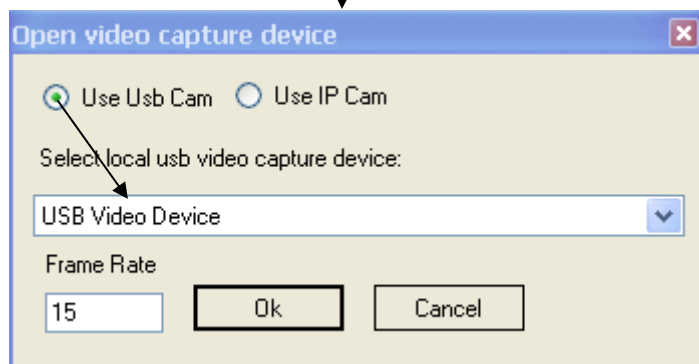 Open video capture device
Use Usb Cam Use IP Cam
Select local usb video capture device:
USB Video Device
Frame Rate
15 Ok Cancel